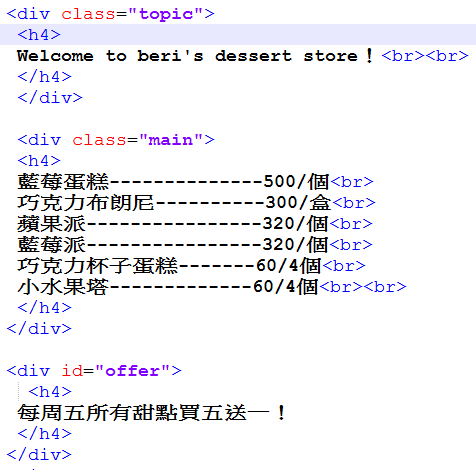 <div class="topic">
<h4>
Welcome to beri's dessert store！<br><br>
</h4>
</div>
<div class="main">
<h4>
藍莓蛋糕--------------500/個<br>
巧克力布朗尼----------300/盒<br>
蘋果派----------------320/個<br>
藍莓派----------------320/個<br>
巧克力杯子蛋糕-------60/4個<br>
小水果塔-------------60/4個<br><br>
</h4>
</div>
<div id="offer">
<h4>
每周五所有甜點買五送一！
</h4>
</div>